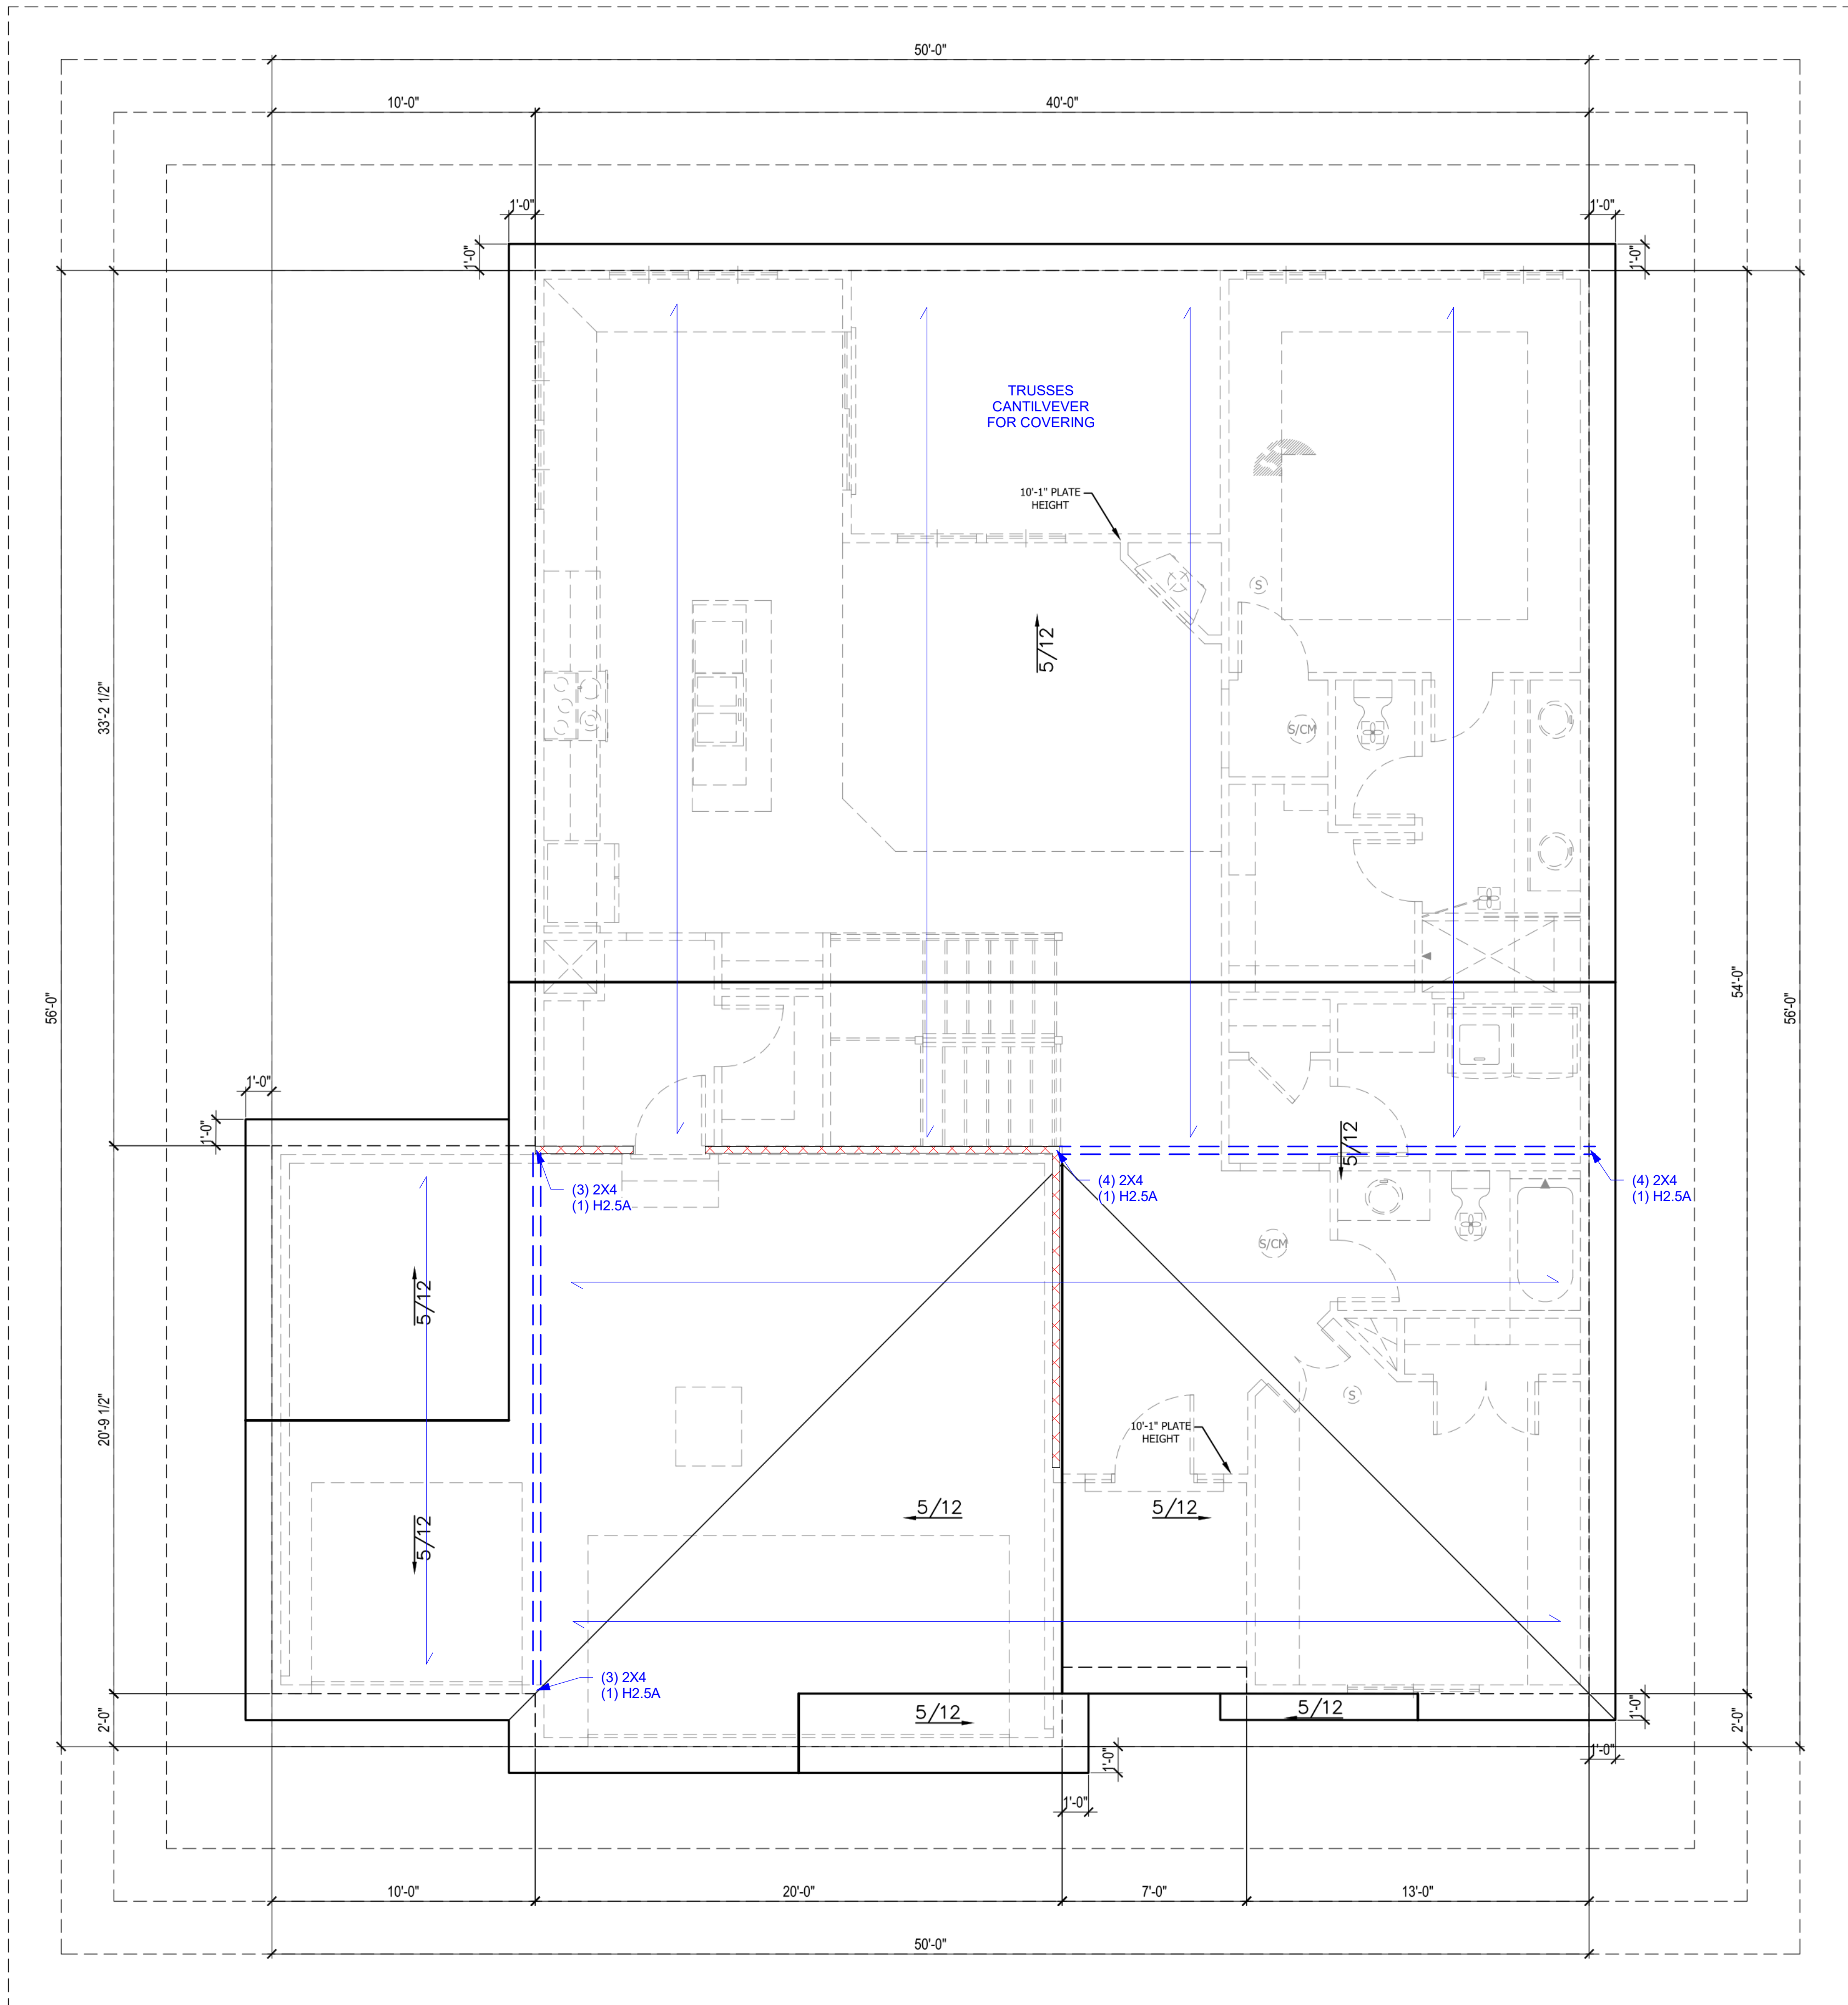 50'-0"
10'-0"
40'-0"
1'-0"
1'-0"
1'-0"
1'-0"
TRUSSES
CANTILVEVER
FOR COVERING
10'-1" PLATE
HEIGHT
S
5/12
33'-2 1/2"
S/CM
56'-0"
54'-0"
56'-0"
1'-0"
1'-0"
5/12
(3) 2X4
(1) H2.5A
(4) 2X4
(1) H2.5A
(4) 2X4
(1) H2.5A
S/CM
5/12
20'-9 1/2"
S
10'-1" PLATE
HEIGHT
5/12
5/12
5/12
(3) 2X4
(1) H2.5A
2'-0"
5/12
5/12
1'-0"
2'-0"
1'-0"
1'-0"
1'-0"
10'-0"
20'-0"
7'-0"
13'-0"
50'-0"